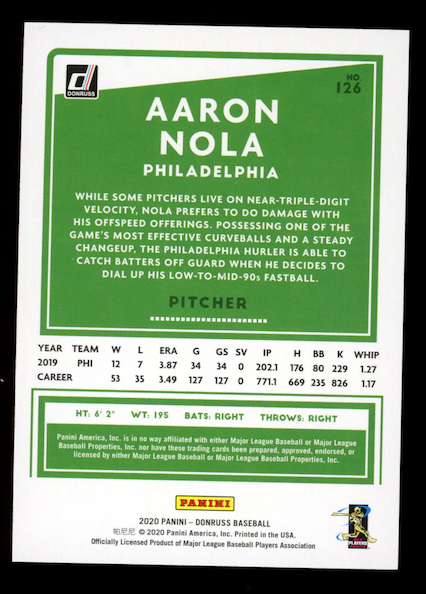 DONRUSS
NO.
126
AARON
NOLA
PHILADELPHIA
WHILE SOME PITCHERS LIVE ON NEAR-TRIPLE-DIGIT
VELOCITY, NOLA PREFERS TO DO DAMAGE WITH
HIS OFFSPEED OFFERINGS. POSSESSING ONE OF THE
GAME'S MOST EFFECTIVE CURVEBALLS AND A STEADY
CHANGEUP, THE PHILADELPHIA HURLER IS ABLE TO
CATCH BATTERS OFF GUARD WHEN HE DECIDES TO
DIAL UP HIS LOW-TO-MID-90s FASTBALL.
PITCHER
YEAR TEAM W L ERA G GS SV IP H BB K WHIP
2019 PHI 12 7 3.87 34 34 0 202.1 176 80 229 1.27
CAREER 53 35 3.49 127 127 0 771.1 669 235 826 1.17
HT: 6' 2" WT: 195 BATS: RIGHT THROWS: RIGHT
Panini America, Inc. is in no way affiliated with either Major League Baseball or Major League
Baseball Properties, Inc., nor have these trading cards been prepared, approved, endorsed, or
licensed by either Major League Baseball or Major League Baseball Properties, Inc.
PANINI
2020 PANINI – DONRUSS BASEBALL
帕尼尼 © 2020 Panini America, Inc. Printed in the USA.
Officially Licensed Product of Major League Baseball Players Association
PLAYERS